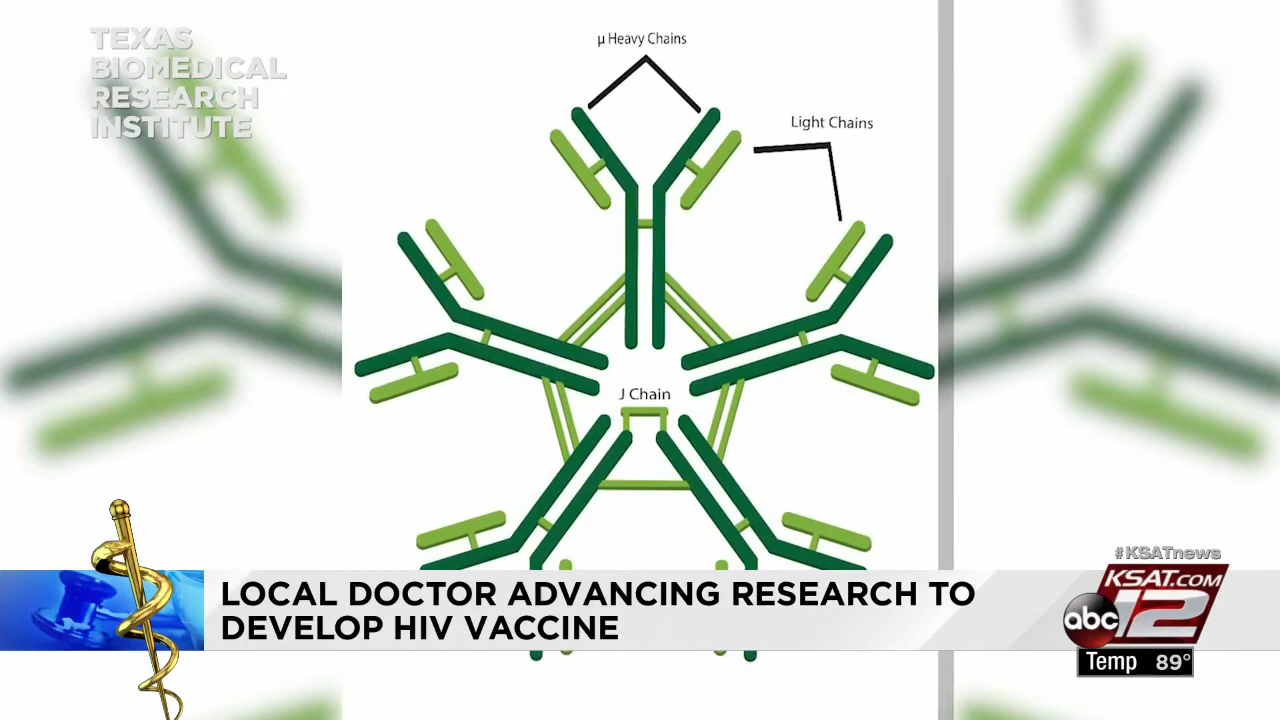 TEXAS
BIOMEDICAL
RESEARCH
INSTITUTE
µ Heavy Chains
Light Chains
J Chain
#KSATnews
LOCAL DOCTOR ADVANCING RESEARCH TO
DEVELOP HIV VACCINE
KSAT.COM
abc 12
Temp 89°